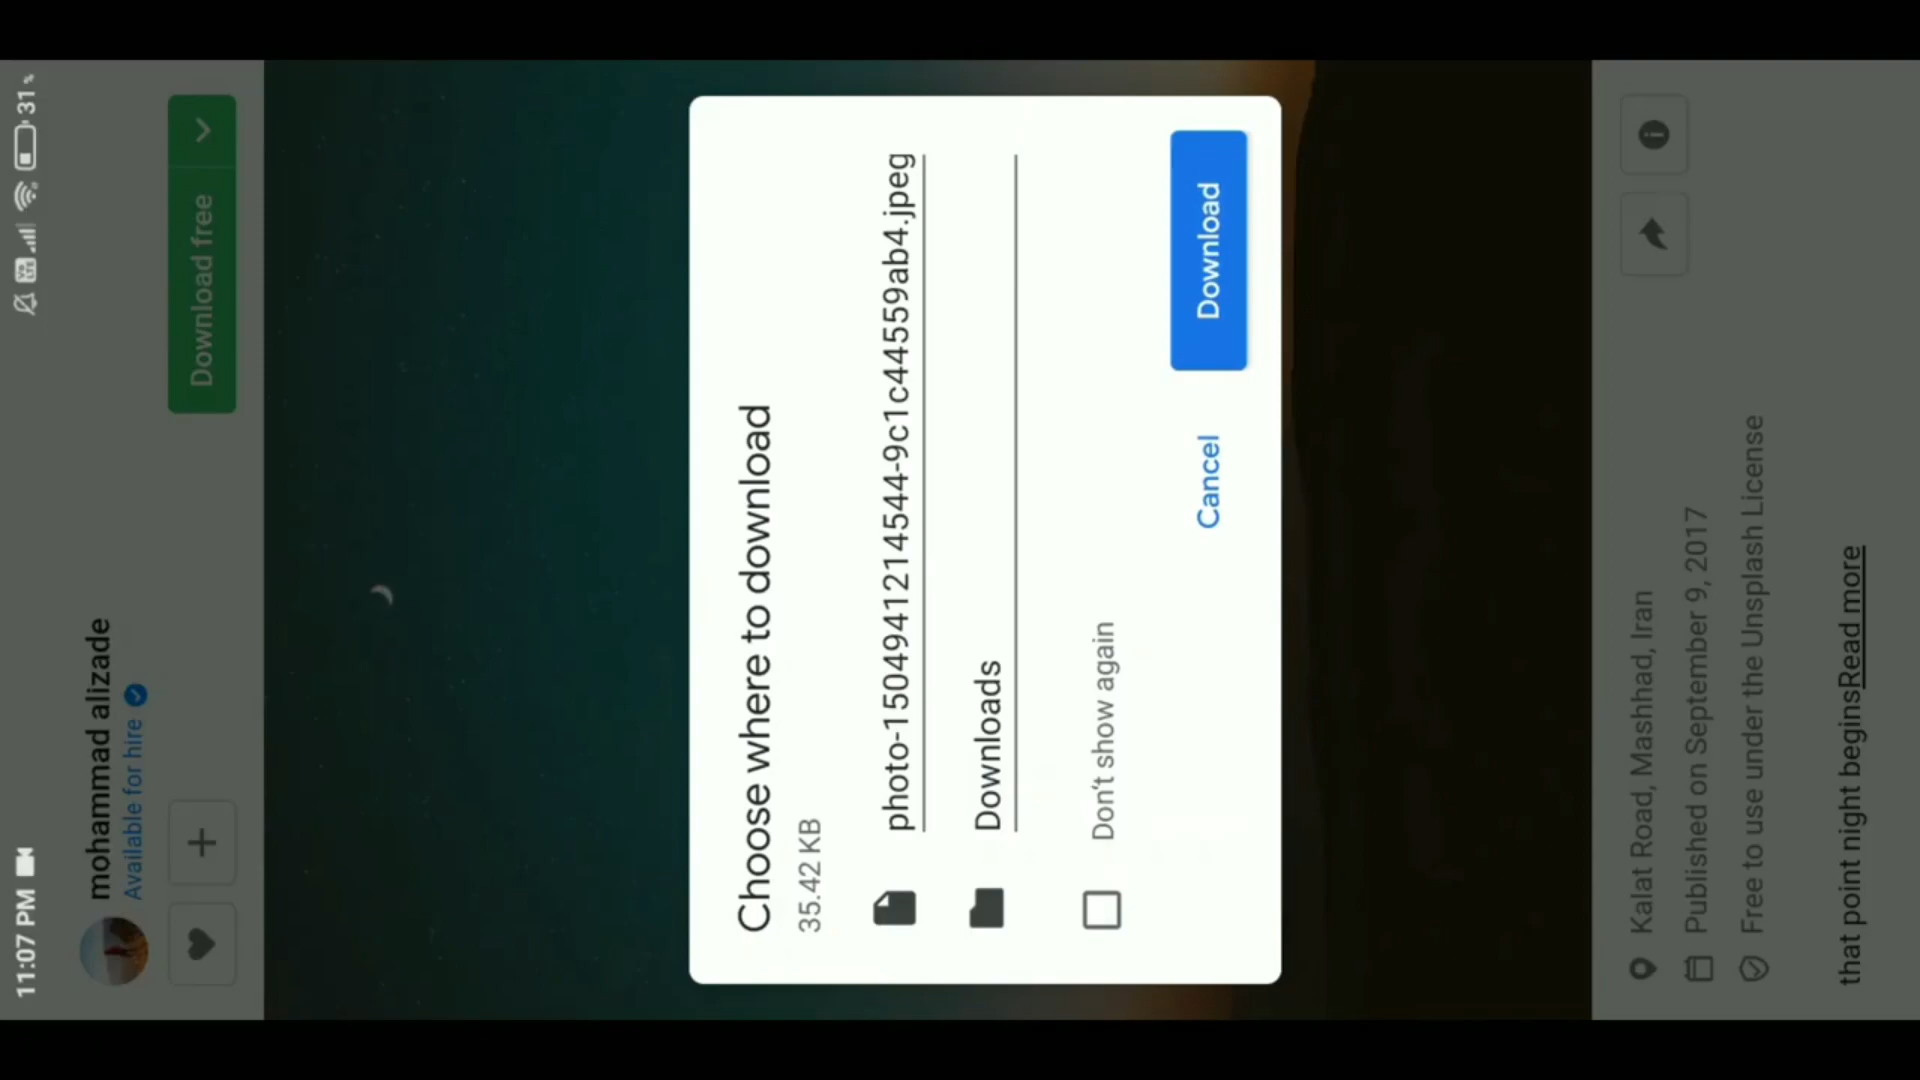 11:07 PM
31%
mohammad alizade
Available for hire
Download free
Choose where to download
35.42 KB
photo-1504941214544-9c1c44559ab4.jpeg
Downloads
Don't show again
Cancel
Download
Kalat Road, Mashhad, Iran
Published on September 9, 2017
Free to use under the Unsplash License
that point night beginsRead more